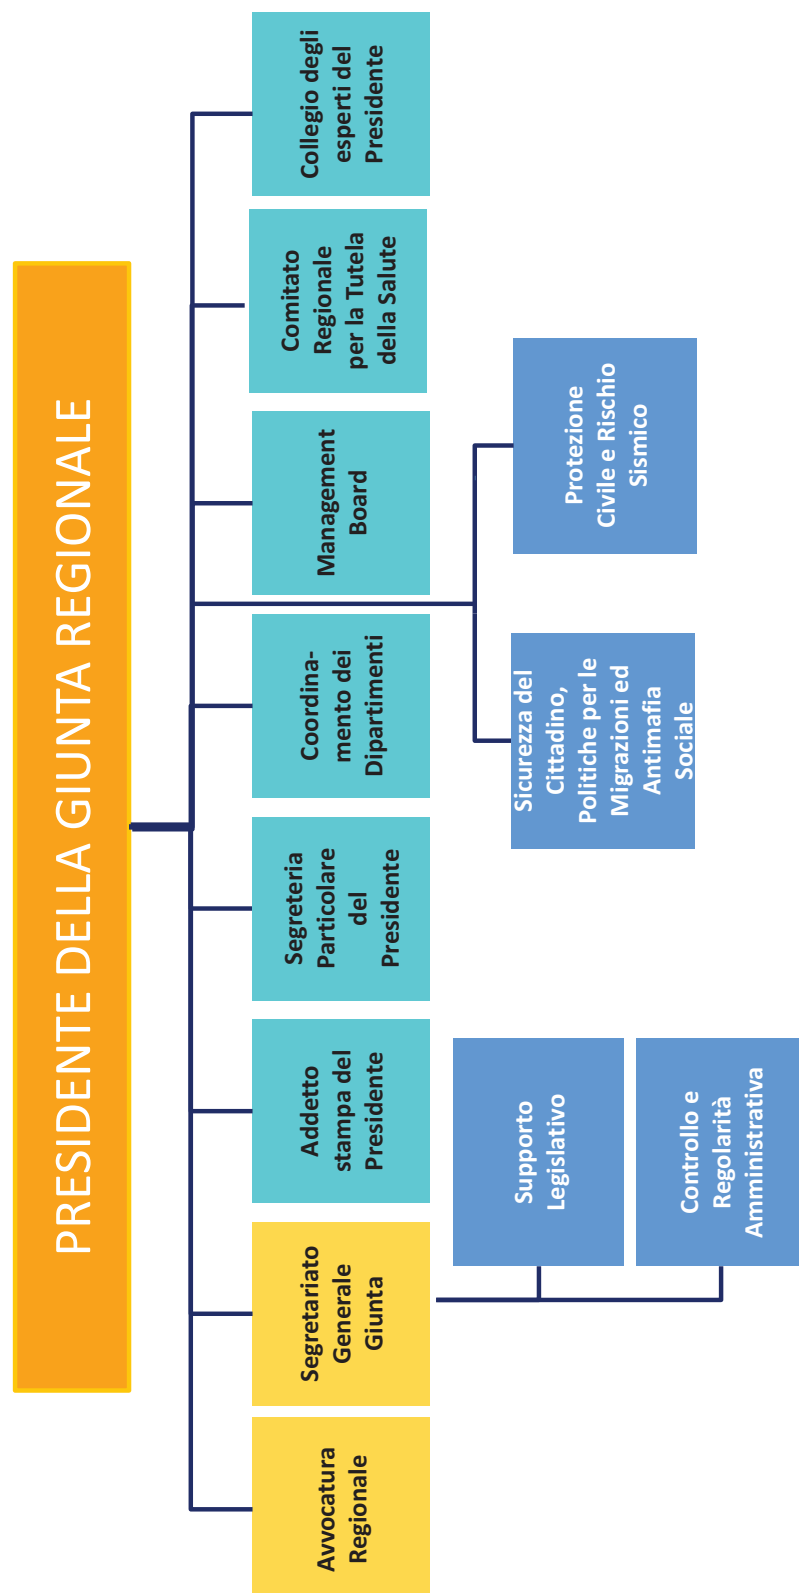 PRESIDENTE DELLA GIUNTA REGIONALE
Avvocatura
Regionale
Segretariato
Generale
Giunta
Addetto
stampa del
Presidente
Segreteria
Particolare
del
Presidente
Coordina-
mento dei
Dipartimenti
Management
Board
Comitato
Regionale
per la Tutela
della Salute
Collegio degli
esperti del
Presidente
Supporto
Legislativo
Controllo e
Regolarità
Amministrativa
Sicurezza del
Cittadino,
Politiche per le
Migrazioni ed
Antimafia
Sociale
Protezione
Civile e Rischio
Sismico